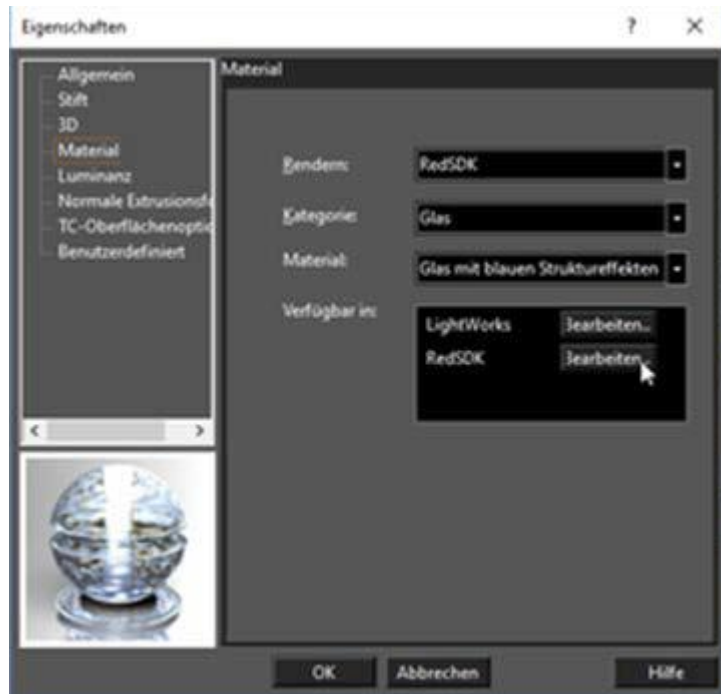 Eigenschaften
Allgemein
Stift
3D
Material
Luminanz
Normale Extrusionsf
TC-Oberflächenoptio
Benutzerdefiniert
Material
Rendern: RedSDK
Kategorie: Glas
Material: Glas mit blauen Struktureffekten
Verfügbar in:
LightWorks Bearbeiten...
RedSDK Bearbeiten...
OK Abbrechen Hilfe